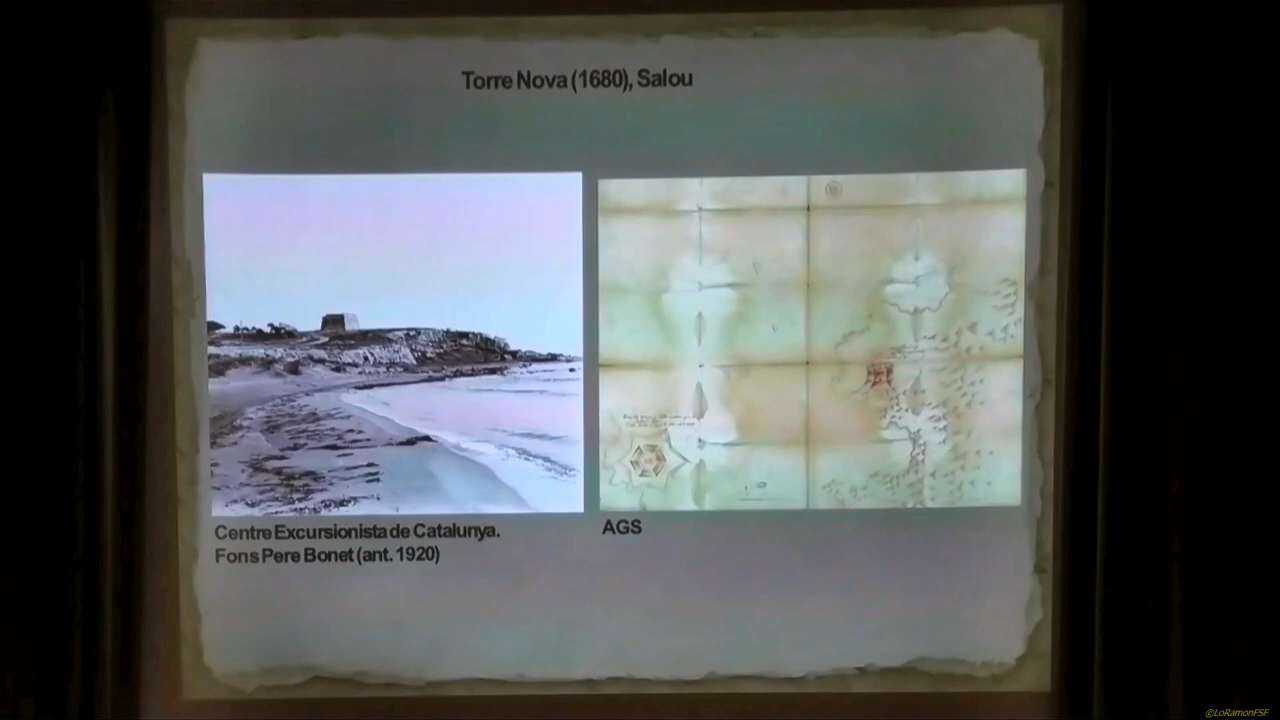 Torre Nova (1680), Salou
Centre Excursionista de Catalunya.
Fons Pere Bonet (ant. 1920)
AGS
©LoRamonFSF